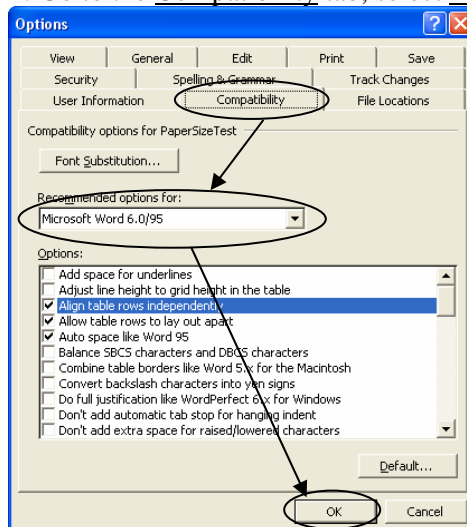 Options
View General Edit Print Save
Security Spelling & Grammar Track Changes
User Information Compatibility File Locations
Compatibility options for PaperSizeTest
Font Substitution...
Recommended options for:
Microsoft Word 6.0/95
Options:
Add space for underlines
Adjust line height to grid height in the table
Align table rows independently
Allow table rows to lay out apart
Auto space like Word 95
Balance SBCS characters and DBCS characters
Combine table borders like Word 5.x for the Macintosh
Convert backslash characters into yen signs
Do full justification like WordPerfect 6.x for Windows
Don't add automatic tab stop for hanging indent
Don't add extra space for raised/lowered characters
Default...
OK Cancel